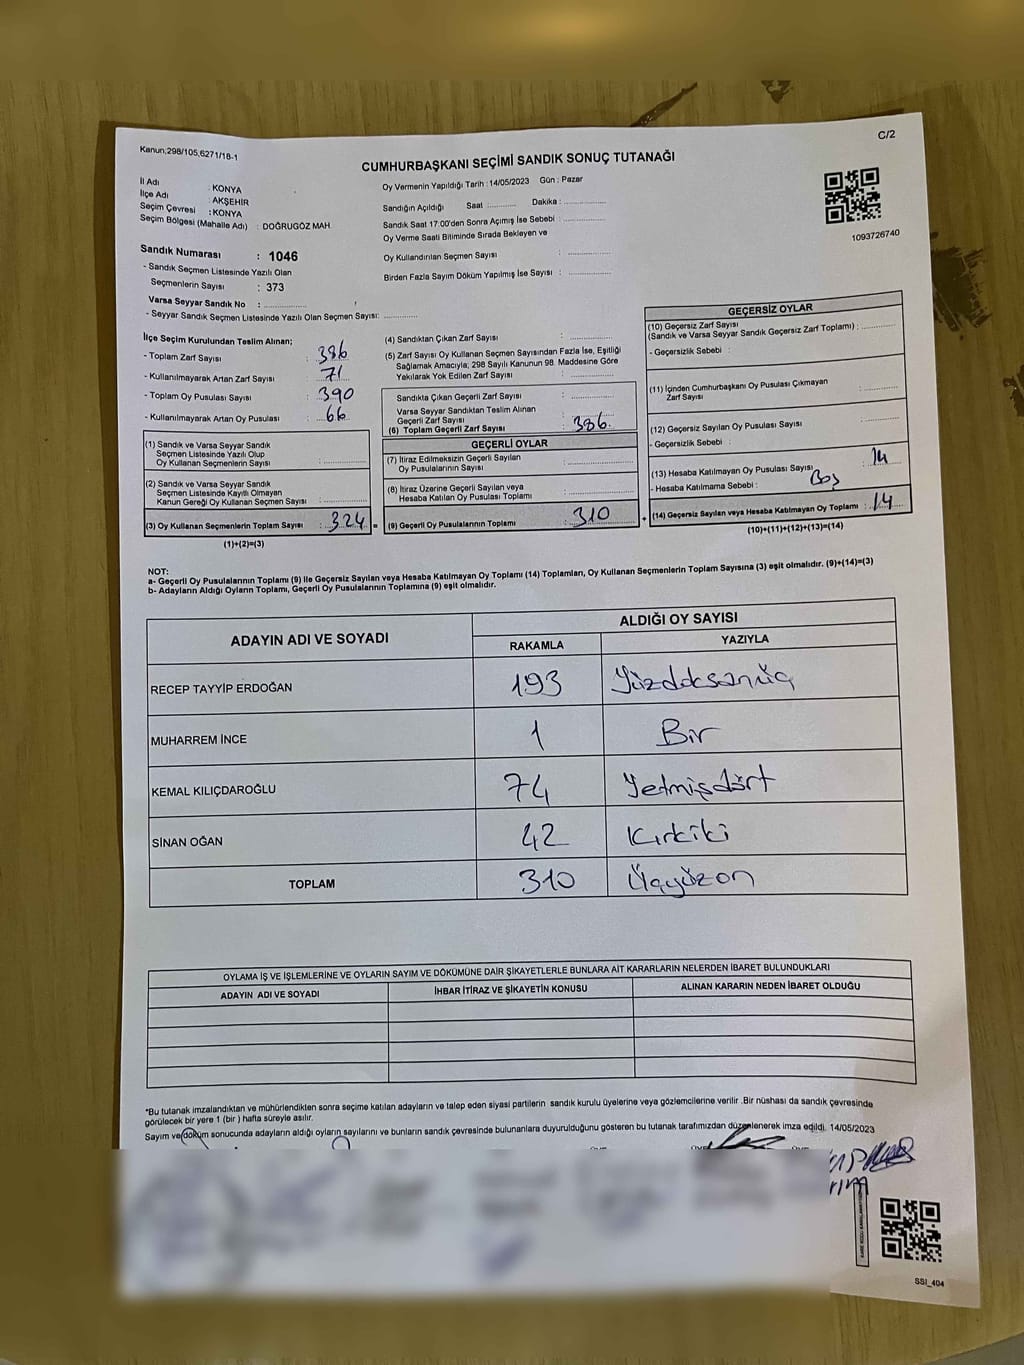 C/2
Kanun;298/105,6271/18-1
CUMHURBAŞKANI SEÇİMİ SANDIK SONUÇ TUTANAĞI
İl Adı : KONYA
İlçe Adı : AKŞEHİR
Seçim Çevresi : KONYA
Seçim Bölgesi (Mahalle Adı) : DOĞRUGÖZ MAH.
Sandık Numarası : 1046
- Sandık Seçmen Listesinde Yazılı Olan
Seçmenlerin Sayısı : 373
Varsa Seyyar Sandık No : ............
- Seyyar Sandık Seçmen Listesinde Yazılı Olan Seçmen Sayısı: ............
Oy Vermenin Yapıldığı Tarih : 14/05/2023 Gün : Pazar
Sandığın Açıldığı Saat : ............ Dakika : ............
Sandık Saat 17:00'den Sonra Açımış İse Sebebi : ............
Oy Verme Saati Bitiminde Sırada Bekleyen ve
Oy Kullandırılan Seçmen Sayısı : ............
Birden Fazla Sayım Döküm Yapılmış İse Sayısı : ............
1093726740
İlçe Seçim Kurulundan Teslim Alınan;
- Toplam Zarf Sayısı : 386
- Kullanılmayarak Artan Zarf Sayısı : 71
- Toplam Oy Pusulası Sayısı : 390
- Kullanılmayarak Artan Oy Pusulası : 66
(1) Sandık ve Varsa Seyyar Sandık
Seçmen Listesinde Yazılı Olup
Oy Kullanan Seçmenlerin Sayısı : ............
(2) Sandık ve Varsa Seyyar Sandık
Seçmen Listesinde Kayıtlı Olmayan
Kanun Gereği Oy Kullanan Seçmen Sayısı : ............
(3) Oy Kullanan Seçmenlerin Toplam Sayısı : 324 =
(1)+(2)=(3)
(4) Sandıktan Çıkan Zarf Sayısı : ............
(5) Zarf Sayısı Oy Kullanan Seçmen Sayısından Fazla İse, Eşitliği
Sağlamak Amacıyla; 298 Sayılı Kanunun 98. Maddesine Göre
Yakılarak Yok Edilen Zarf Sayısı : ............
Sandıkta Çıkan Geçerli Zarf Sayısı : ............
Varsa Seyyar Sandıktan Teslim Alınan
Geçerli Zarf Sayısı : ............
(6) Toplam Geçerli Zarf Sayısı : 386
GEÇERLİ OYLAR
(7) İtiraz Edilmeksizin Geçerli Sayılan
Oy Pusulalarının Sayısı : ............
(8) İtiraz Üzerine Geçerli Sayılan veya
Hesaba Katılan Oy Pusulası Toplamı : ............
(9) Geçerli Oy Pusulalarının Toplamı : 310 +
GEÇERSİZ OYLAR
(10) Geçersiz Zarf Sayısı
(Sandık ve Varsa Seyyar Sandık Geçersiz Zarf Toplamı) : ............
- Geçersizlik Sebebi :
(11) İçinden Cumhurbaşkanı Oy Pusulası Çıkmayan
Zarf Sayısı : ............
(12) Geçersiz Sayılan Oy Pusulası Sayısı : ............
- Geçersizlik Sebebi :
(13) Hesaba Katılmayan Oy Pusulası Sayısı : 14
- Hesaba Katılmama Sebebi : Boş
(14) Geçersiz Sayılan veya Hesaba Katılmayan Oy Toplamı : 14
(10)+(11)+(12)+(13)=(14)
NOT:
a- Geçerli Oy Pusulalarının Toplamı (9) ile Geçersiz Sayılan veya Hesaba Katılmayan Oy Toplamı (14) Toplamları, Oy Kullanan Seçmenlerin Toplam Sayısına (3) eşit olmalıdır. (9)+(14)=(3)
b- Adayların Aldığı Oyların Toplamı, Geçerli Oy Pusulalarının Toplamına (9) eşit olmalıdır.
ADAYIN ADI VE SOYADI ALDIĞI OY SAYISI
RAKAMLA YAZIYLA
RECEP TAYYİP ERDOĞAN 193 Yüzdoksanüç
MUHARREM İNCE 1 Bir
KEMAL KILIÇDAROĞLU 74 Yetmişdört
SİNAN OĞAN 42 Kırkiki
TOPLAM 310 Üçyüzon
OYLAMA İŞ VE İŞLEMLERİNE VE OYLARIN SAYIM VE DÖKÜMÜNE DAİR ŞİKAYETLERLE BUNLARA AİT KARARLARIN NELERDEN İBARET BULUNDUKLARI
ADAYIN ADI VE SOYADI İHBAR İTİRAZ VE ŞİKAYETİN KONUSU ALINAN KARARIN NEDEN İBARET OLDUĞU
*Bu tutanak imzalandıktan ve mühürlendikten sonra seçime katılan adayların ve talep eden siyasi partilerin sandık kurulu üyelerine veya gözlemcilerine verilir. Bir nüshası da sandık çevresinde
görülecek bir yere 1 (bir) hafta süreyle asılır.
Sayım ve döküm sonucunda adayların aldığı oyların sayılarını ve bunların sandık çevresinde bulunanlara duyurulduğunu gösteren bu tutanak tarafımızdan düzenlenerek imza edildi. 14/05/2023
SSI_404